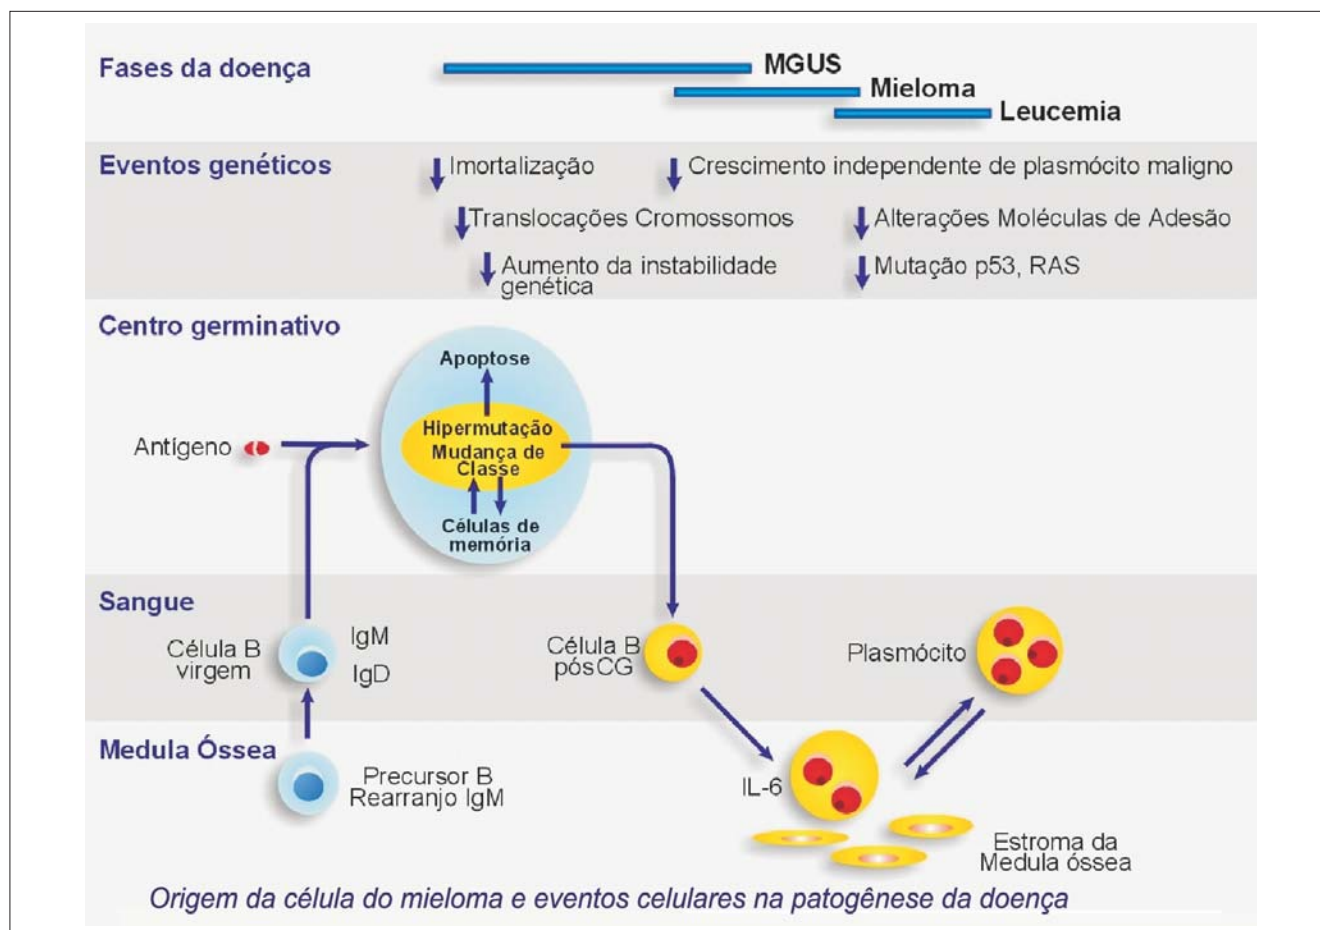 Fases da doença
MGUS
Mieloma
Leucemia
Eventos genéticos
Imortalização
Crescimento independente de plasmócito maligno
Translocações Cromossomos
Alterações Moléculas de Adesão
Aumento da instabilidade
genética
Mutação p53, RAS
Centro germinativo
Apoptose
Hipermutação
Mudança de
Classe
Células de
memória
Antígeno
Sangue
Célula B
virgem
IgM
IgD
Célula B
pósCG
Plasmócito
Medula Óssea
Precursor B
Rearranjo IgM
IL-6
Estroma da
Medula óssea
Origem da célula do mieloma e eventos celulares na patogênese da doença